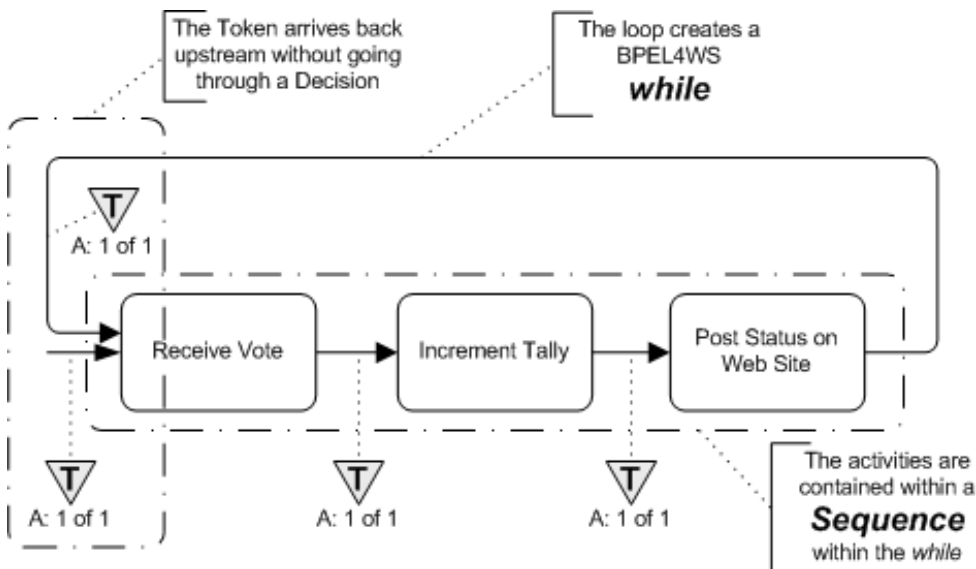 The Token arrives back
upstream without going
through a Decision
The loop creates a
BPEL4WS
while
T
A: 1 of 1
Receive Vote
Increment Tally
Post Status on
Web Site
T
A: 1 of 1
T
A: 1 of 1
T
A: 1 of 1
The activities are
contained within a
Sequence
within the while